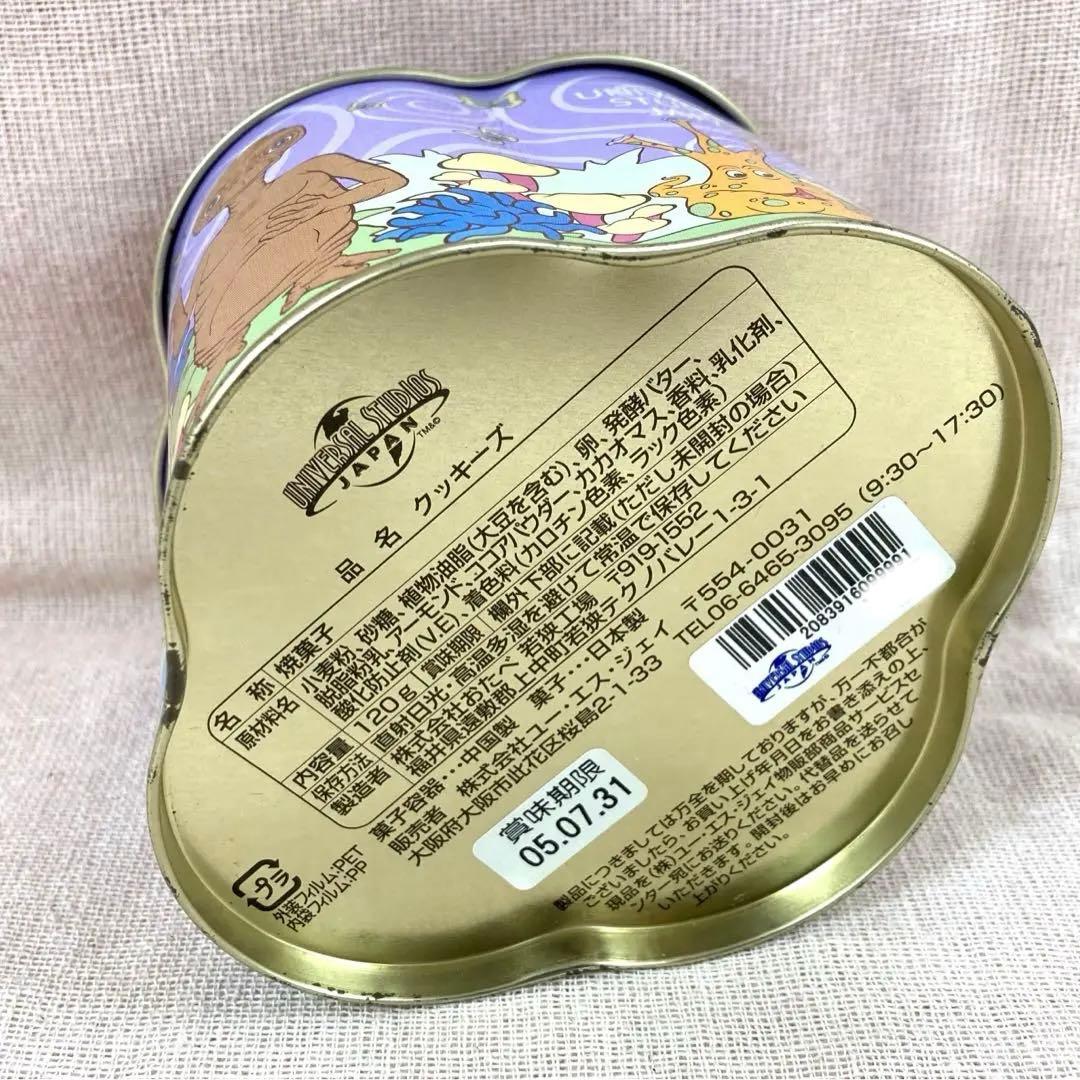 UNIVERSAL STUDIOS
JAPAN
TM&©
品 名 クッキーズ
名 称 焼菓子
原材料名 小麦粉、砂糖、植物油脂(大豆を含む)、卵、発酵バター、
脱脂粉乳、アーモンド、ココアパウダー、カカオマス、香料、乳化剤、
酸化防止剤(V.E)、着色料(カロチン色素、ラック色素)
内容量 120g 賞味期限 欄外下部に記載(ただし未開封の場合)
保存方法 直射日光・高温多湿を避けて常温で保存してください
製造者 株式会社おたべ 若狭工場 〒919-1552
福井県遠敷郡上中町若狭テクノバレー1-3-1
菓子容器…中国製 菓子…日本製
販売者 株式会社ユー・エス・ジェイ 〒554-0031
大阪府大阪市此花区桜島2-1-33 TEL06-6465-3095 (9:30〜17:30)
賞味期限
05.07.31
2083916099991
UNIVERSAL STUDIOS
JAPAN
製品につきましては万全を期しておりますが、万一不都合が
ございましたら、お買い上げ年月日をお書き添えの上、
現品を(株)ユー・エス・ジェイ物販部商品サービスセ
ンター宛にお送りください。代替品を送らせて
いただきます。開封後はお早めにお召し
上がりください。
プラ
外装フィルム:PET
内袋フィルム:PP